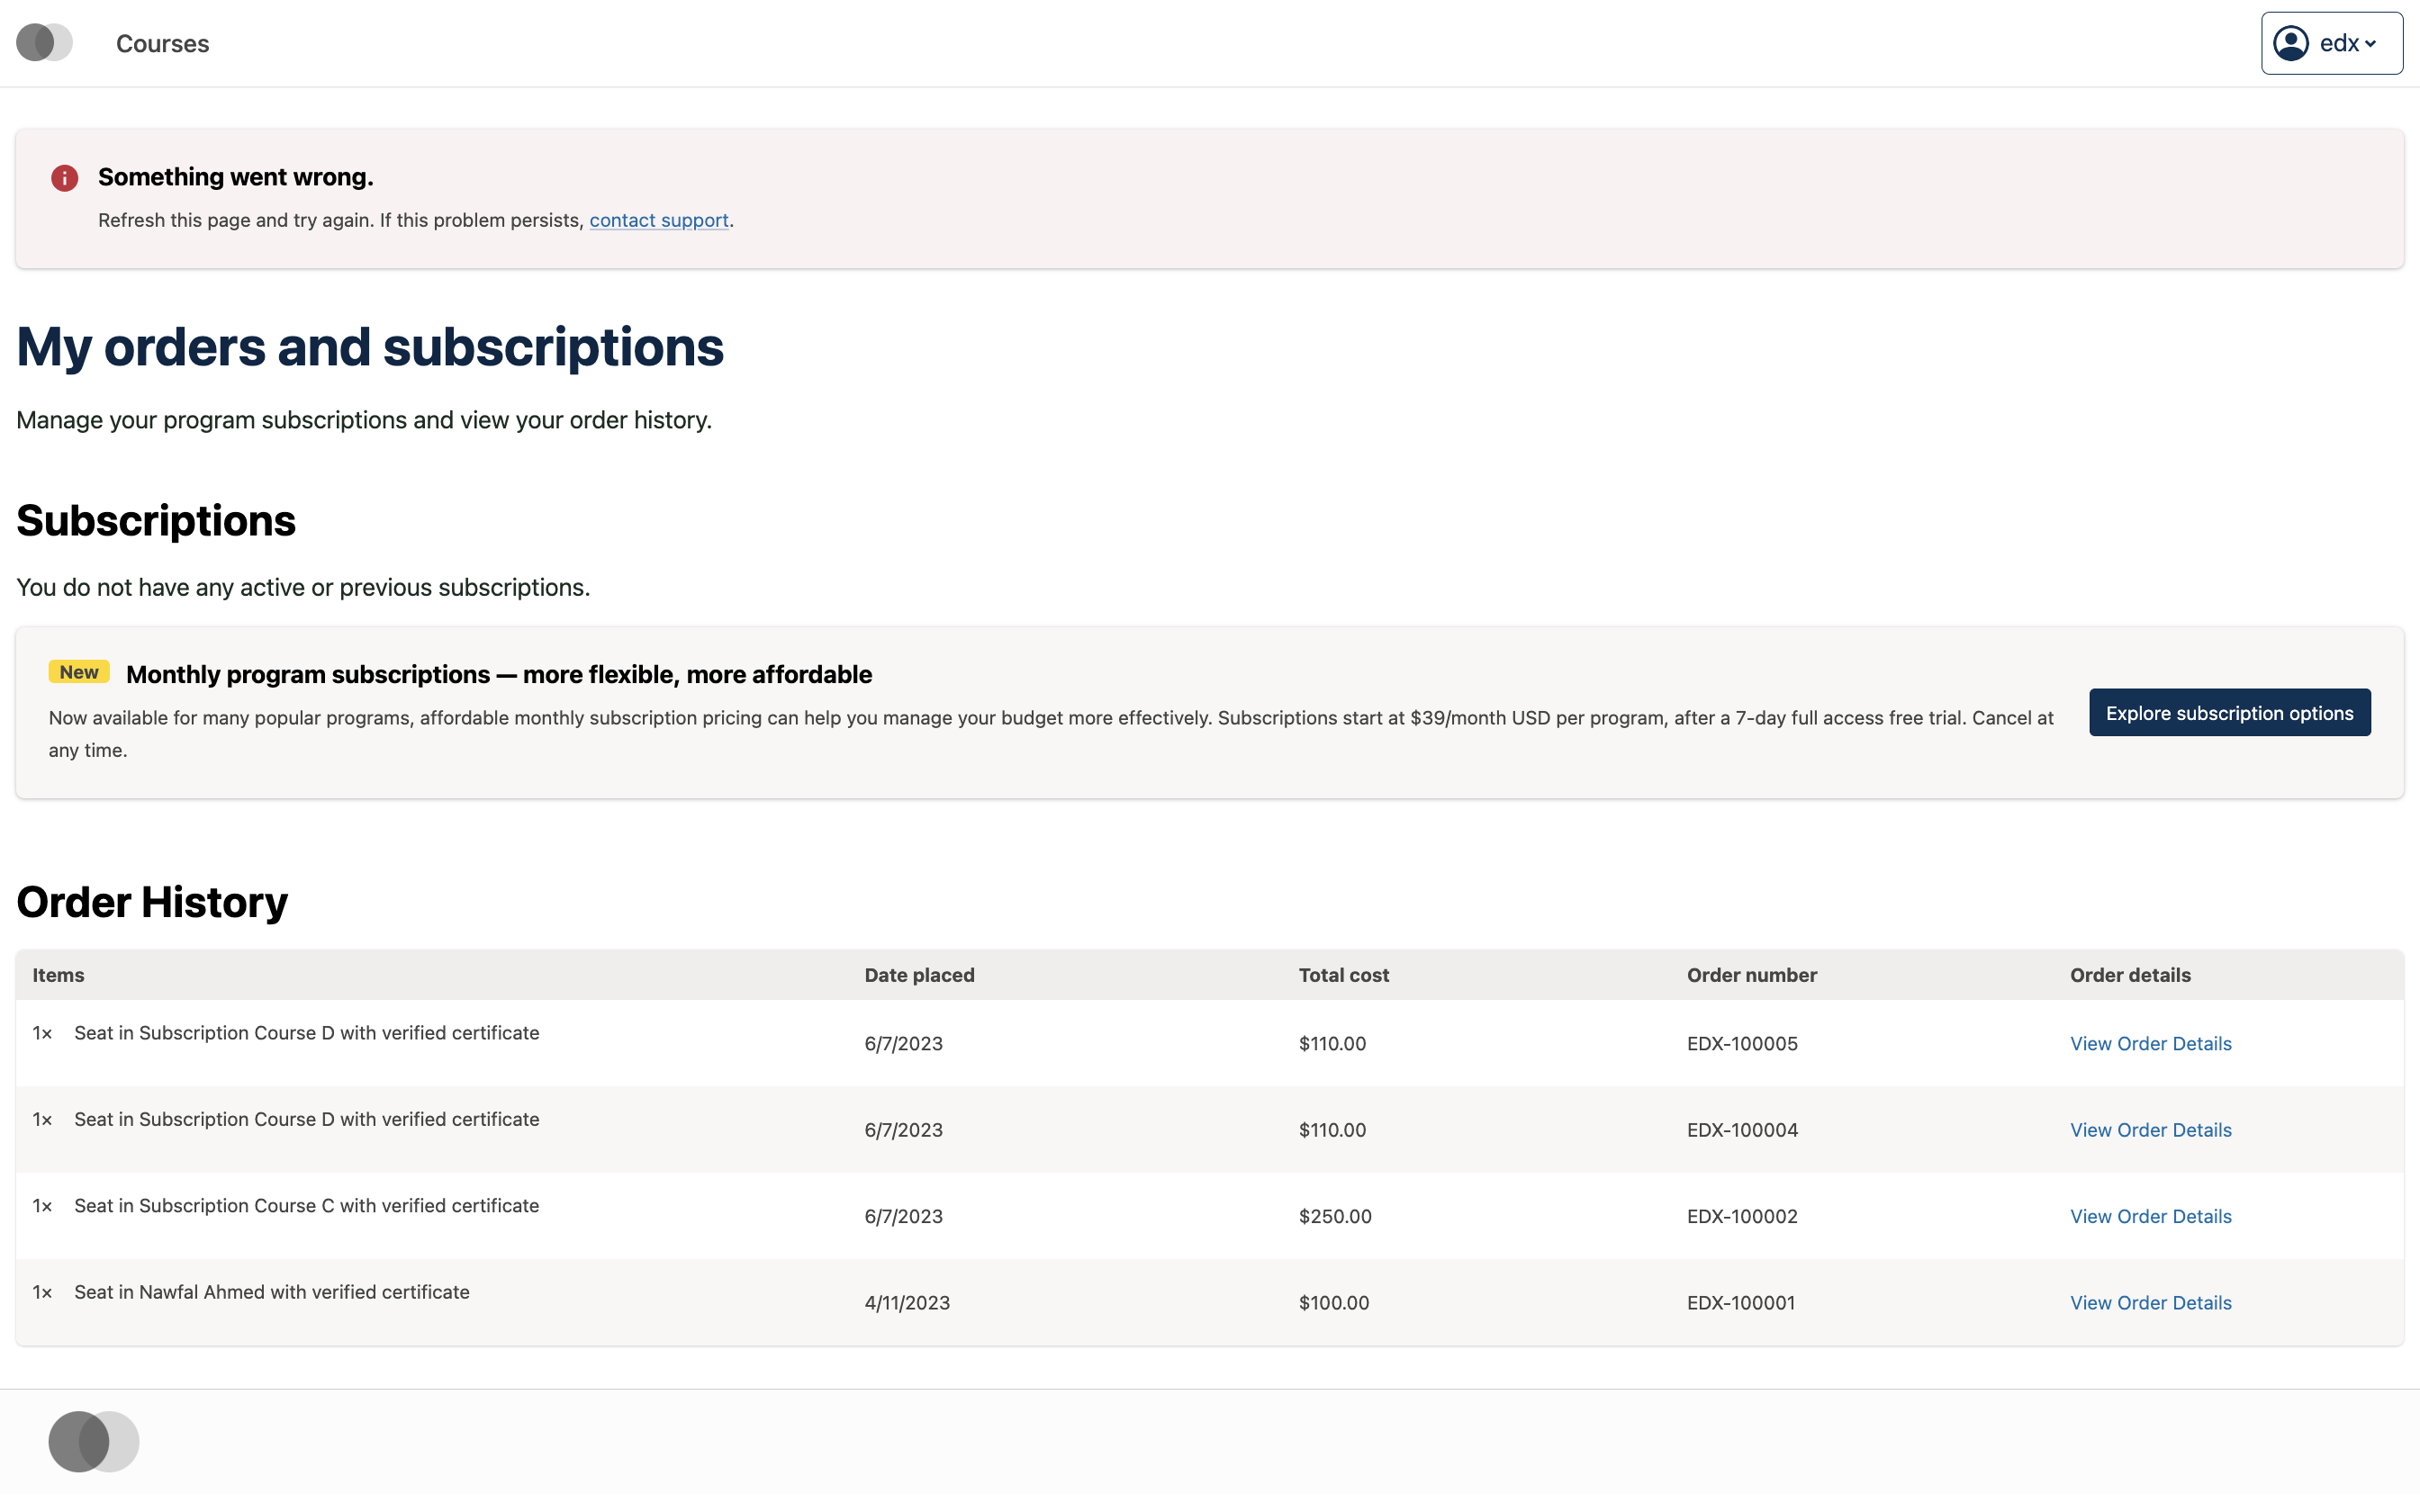 Courses
edx
Something went wrong.
Refresh this page and try again. If this problem persists, contact support.
My orders and subscriptions
Manage your program subscriptions and view your order history.
Subscriptions
You do not have any active or previous subscriptions.
New Monthly program subscriptions — more flexible, more affordable
Now available for many popular programs, affordable monthly subscription pricing can help you manage your budget more effectively. Subscriptions start at $39/month USD per program, after a 7-day full access free trial. Cancel at
any time.
Explore subscription options
Order History
Items Date placed Total cost Order number Order details
1× Seat in Subscription Course D with verified certificate 6/7/2023 $110.00 EDX-100005 View Order Details
1× Seat in Subscription Course D with verified certificate 6/7/2023 $110.00 EDX-100004 View Order Details
1× Seat in Subscription Course C with verified certificate 6/7/2023 $250.00 EDX-100002 View Order Details
1× Seat in Nawfal Ahmed with verified certificate 4/11/2023 $100.00 EDX-100001 View Order Details